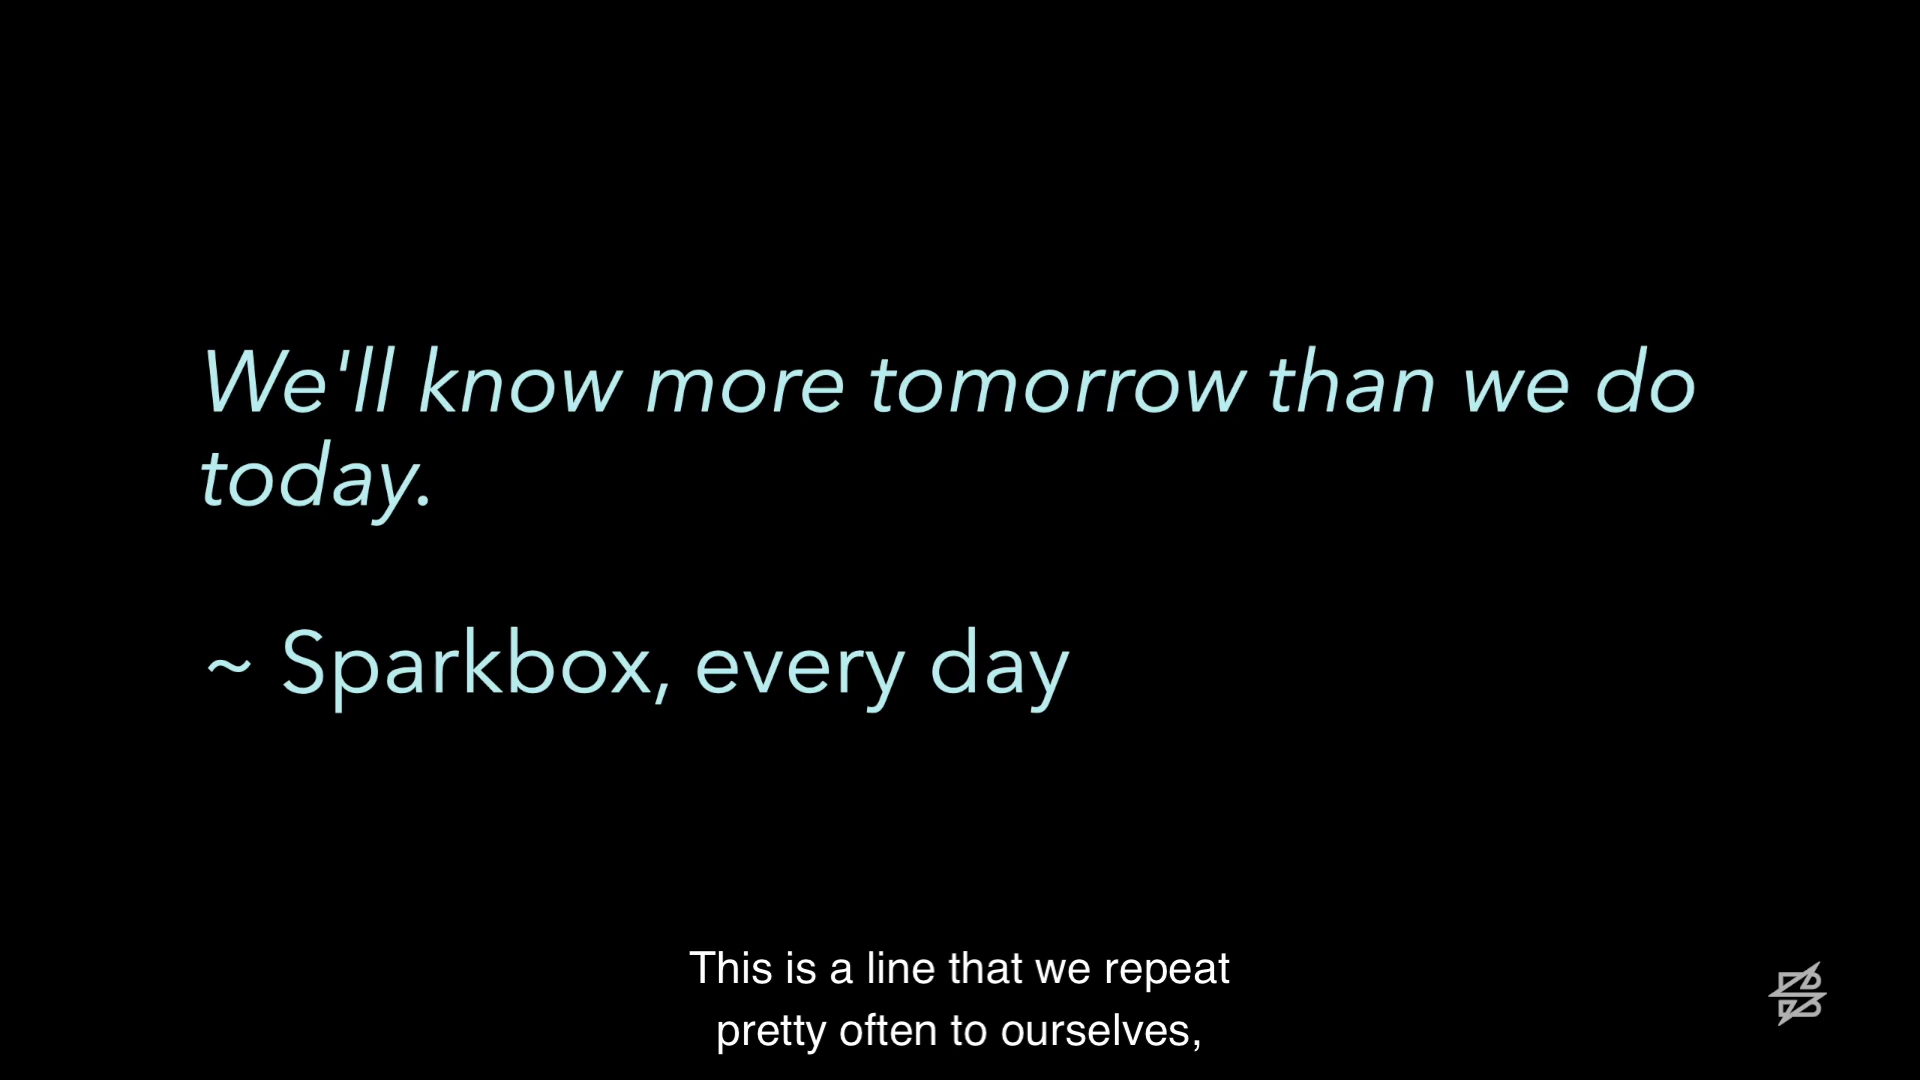 We'll know more tomorrow than we do
today.
~ Sparkbox, every day
This is a line that we repeat
pretty often to ourselves,